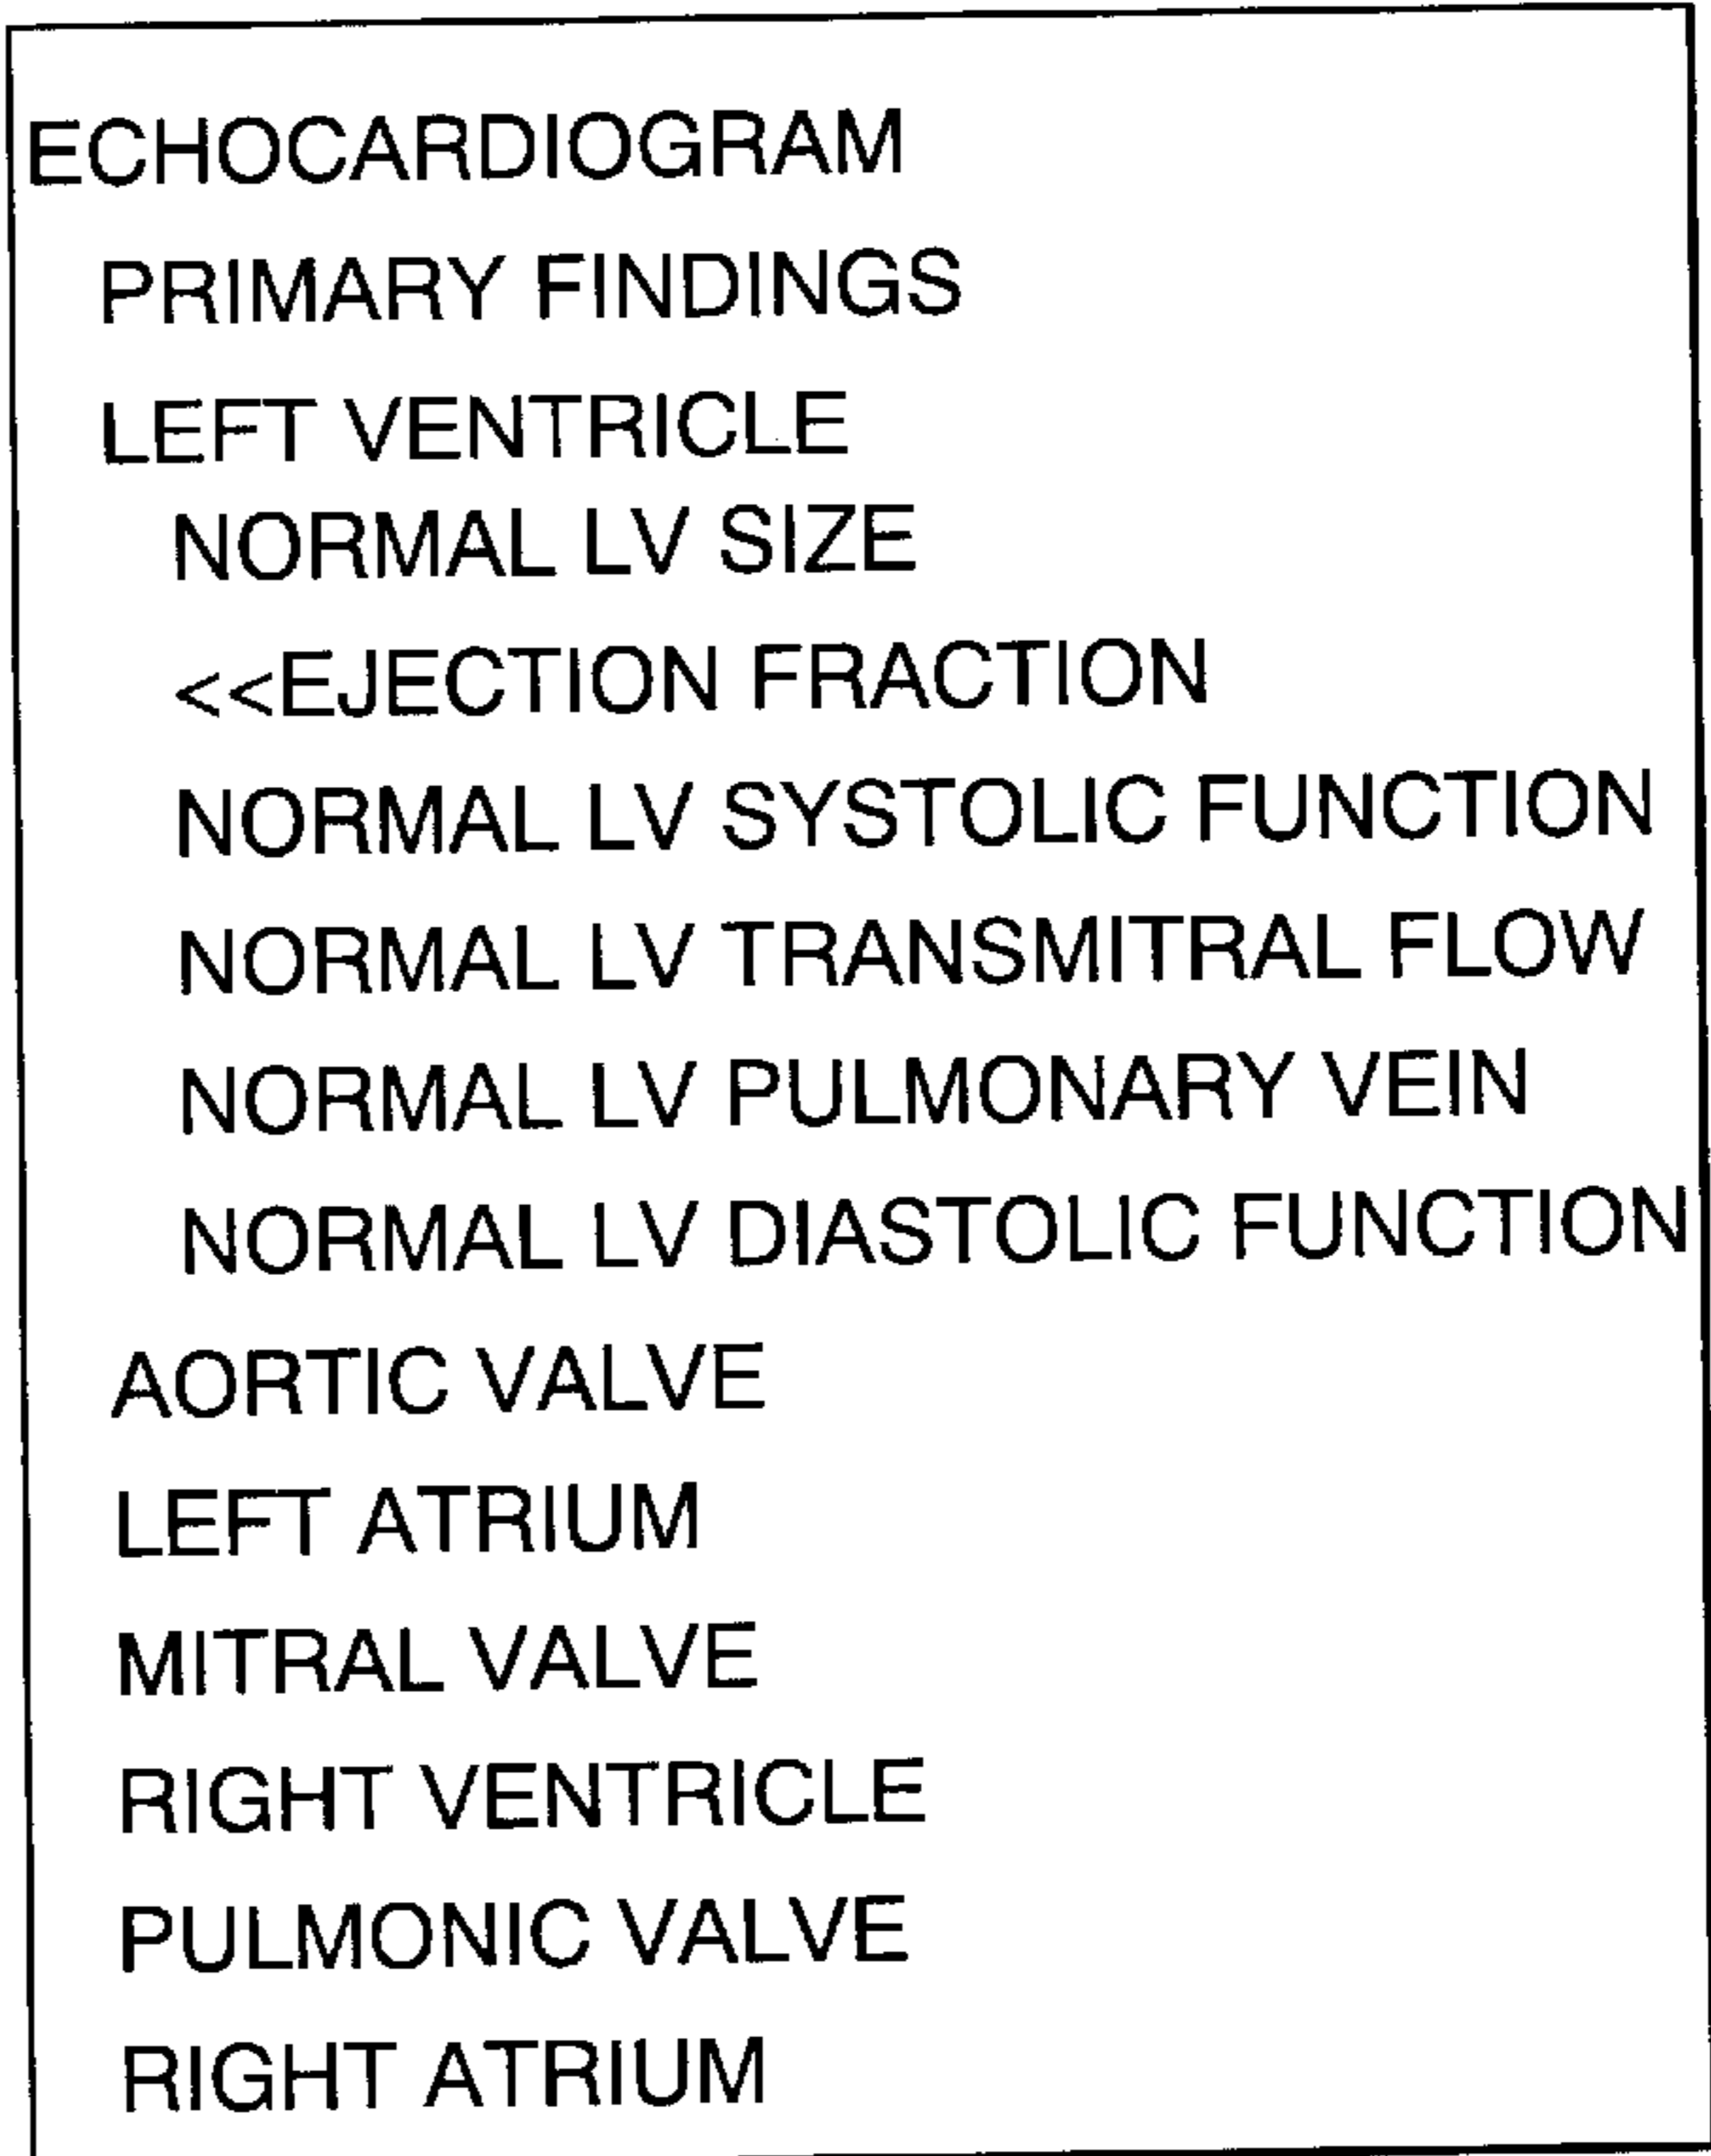 ECHOCARDIOGRAM
PRIMARY FINDINGS
LEFT VENTRICLE
NORMAL LV SIZE
<<EJECTION FRACTION
NORMAL LV SYSTOLIC FUNCTION
NORMAL LV TRANSMITRAL FLOW
NORMAL LV PULMONARY VEIN
NORMAL LV DIASTOLIC FUNCTION
AORTIC VALVE
LEFT ATRIUM
MITRAL VALVE
RIGHT VENTRICLE
PULMONIC VALVE
RIGHT ATRIUM